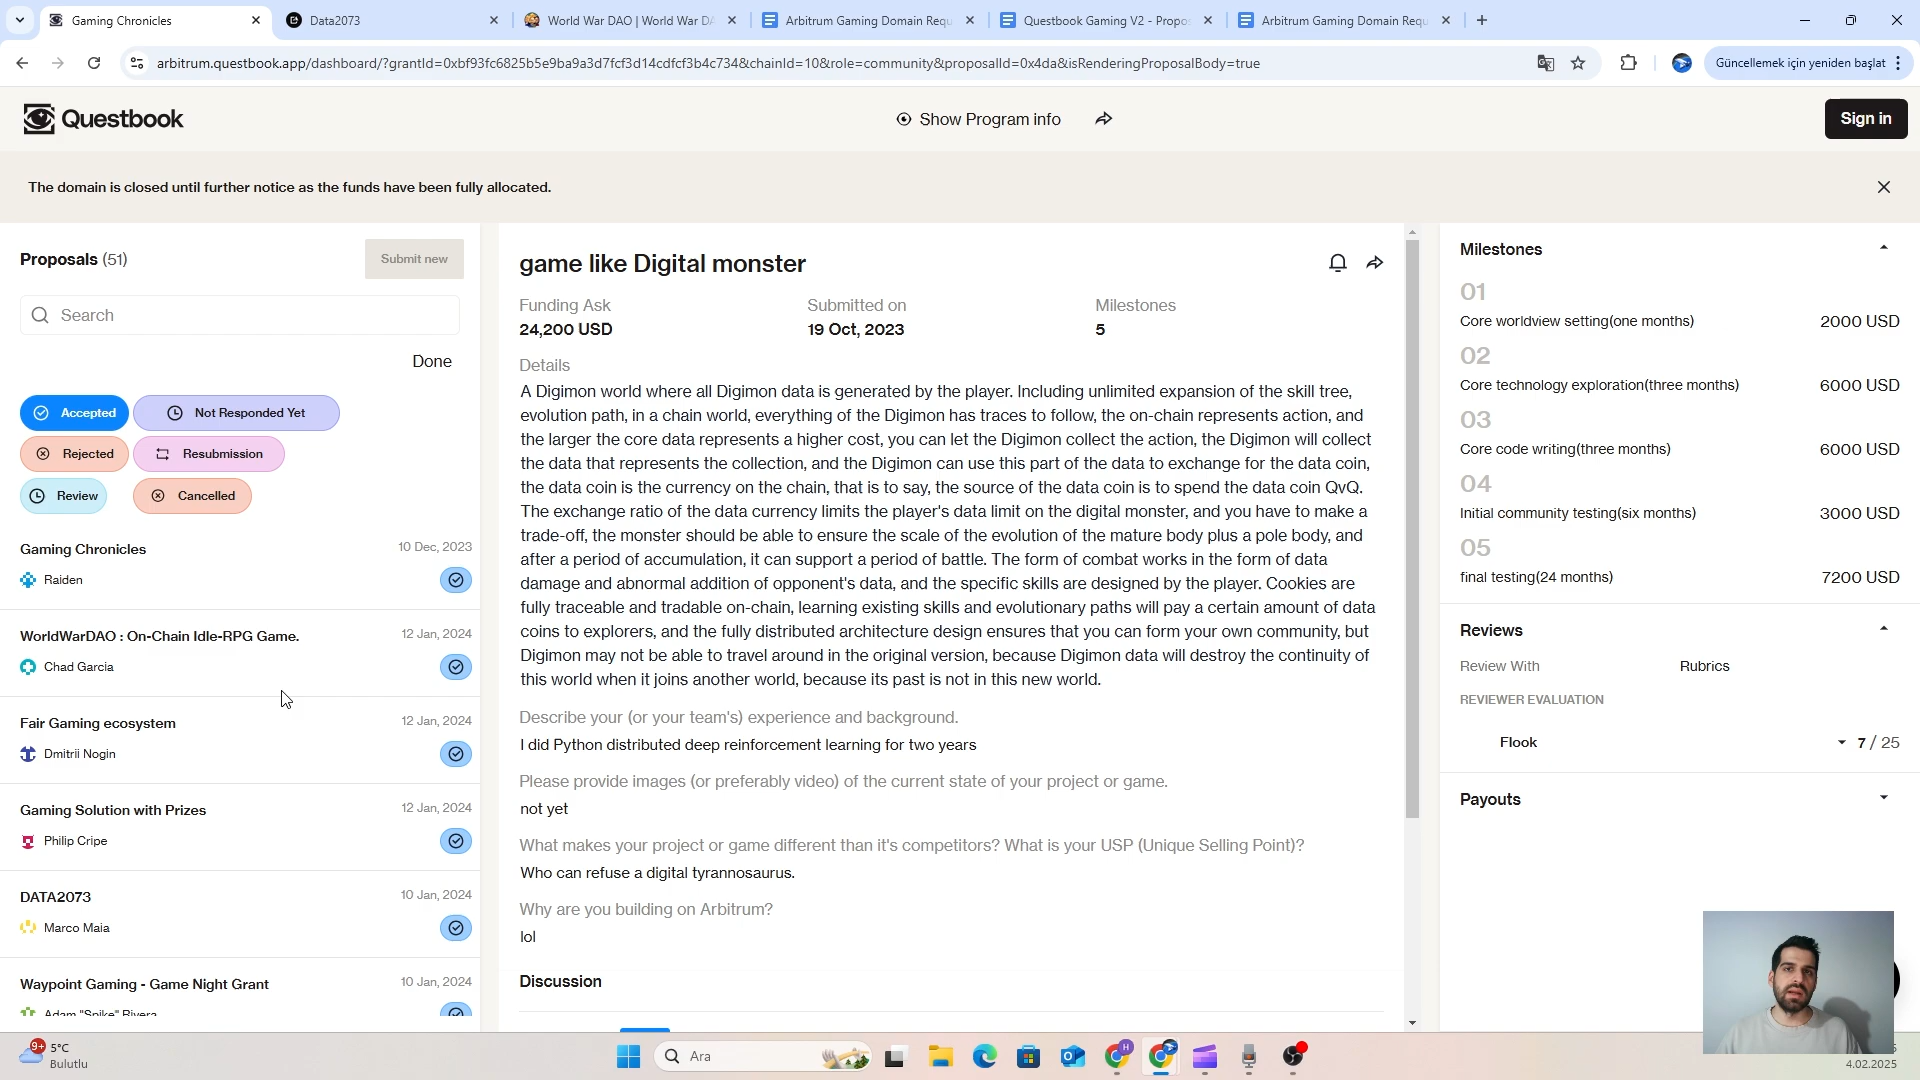 Gaming Chronicles
Data2073
World War DAO | World War DA
Arbitrum Gaming Domain Requ
Questbook Gaming V2 - Propos
Arbitrum Gaming Domain Requ
arbitrum.questbook.app/dashboard/?grantId=0xbf93fc6825b5e9ba9a3d7fcf3d14cdfcf3b4c734&chainId=10&role=community&proposalId=0x4da&isRenderingProposalBody=true
Güncellemek için yeniden başlat
Questbook
Show Program info
Sign in
The domain is closed until further notice as the funds have been fully allocated.
Proposals (51)
Submit new
Search
Done
Accepted
Not Responded Yet
Rejected
Resubmission
Review
Cancelled
Gaming Chronicles
10 Dec, 2023
Raiden
WorldWarDAO : On-Chain Idle-RPG Game.
12 Jan, 2024
Chad Garcia
Fair Gaming ecosystem
12 Jan, 2024
Dmitrii Nogin
Gaming Solution with Prizes
12 Jan, 2024
Philip Cripe
DATA2073
10 Jan, 2024
Marco Maia
Waypoint Gaming - Game Night Grant
10 Jan, 2024
Adam "Spike" Rivera
game like Digital monster
Funding Ask
Submitted on
Milestones
24,200 USD
19 Oct, 2023
5
Details
A Digimon world where all Digimon data is generated by the player. Including unlimited expansion of the skill tree,
evolution path, in a chain world, everything of the Digimon has traces to follow, the on-chain represents action, and
the larger the core data represents a higher cost, you can let the Digimon collect the action, the Digimon will collect
the data that represents the collection, and the Digimon can use this part of the data to exchange for the data coin,
the data coin is the currency on the chain, that is to say, the source of the data coin is to spend the data coin QvQ.
The exchange ratio of the data currency limits the player's data limit on the digital monster, and you have to make a
trade-off, the monster should be able to ensure the scale of the evolution of the mature body plus a pole body, and
after a period of accumulation, it can support a period of battle. The form of combat works in the form of data
damage and abnormal addition of opponent's data, and the specific skills are designed by the player. Cookies are
fully traceable and tradable on-chain, learning existing skills and evolutionary paths will pay a certain amount of data
coins to explorers, and the fully distributed architecture design ensures that you can form your own community, but
Digimon may not be able to travel around in the original version, because Digimon data will destroy the continuity of
this world when it joins another world, because its past is not in this new world.
Describe your (or your team's) experience and background.
I did Python distributed deep reinforcement learning for two years
Please provide images (or preferably video) of the current state of your project or game.
not yet
What makes your project or game different than it's competitors? What is your USP (Unique Selling Point)?
Who can refuse a digital tyrannosaurus.
Why are you building on Arbitrum?
lol
Discussion
Milestones
01
Core worldview setting(one months)
2000 USD
02
Core technology exploration(three months)
6000 USD
03
Core code writing(three months)
6000 USD
04
Initial community testing(six months)
3000 USD
05
final testing(24 months)
7200 USD
Reviews
Review With
Rubrics
REVIEWER EVALUATION
Flook
7 / 25
Payouts
9+
5°C
Bulutlu
Ara
H
4.02.2025